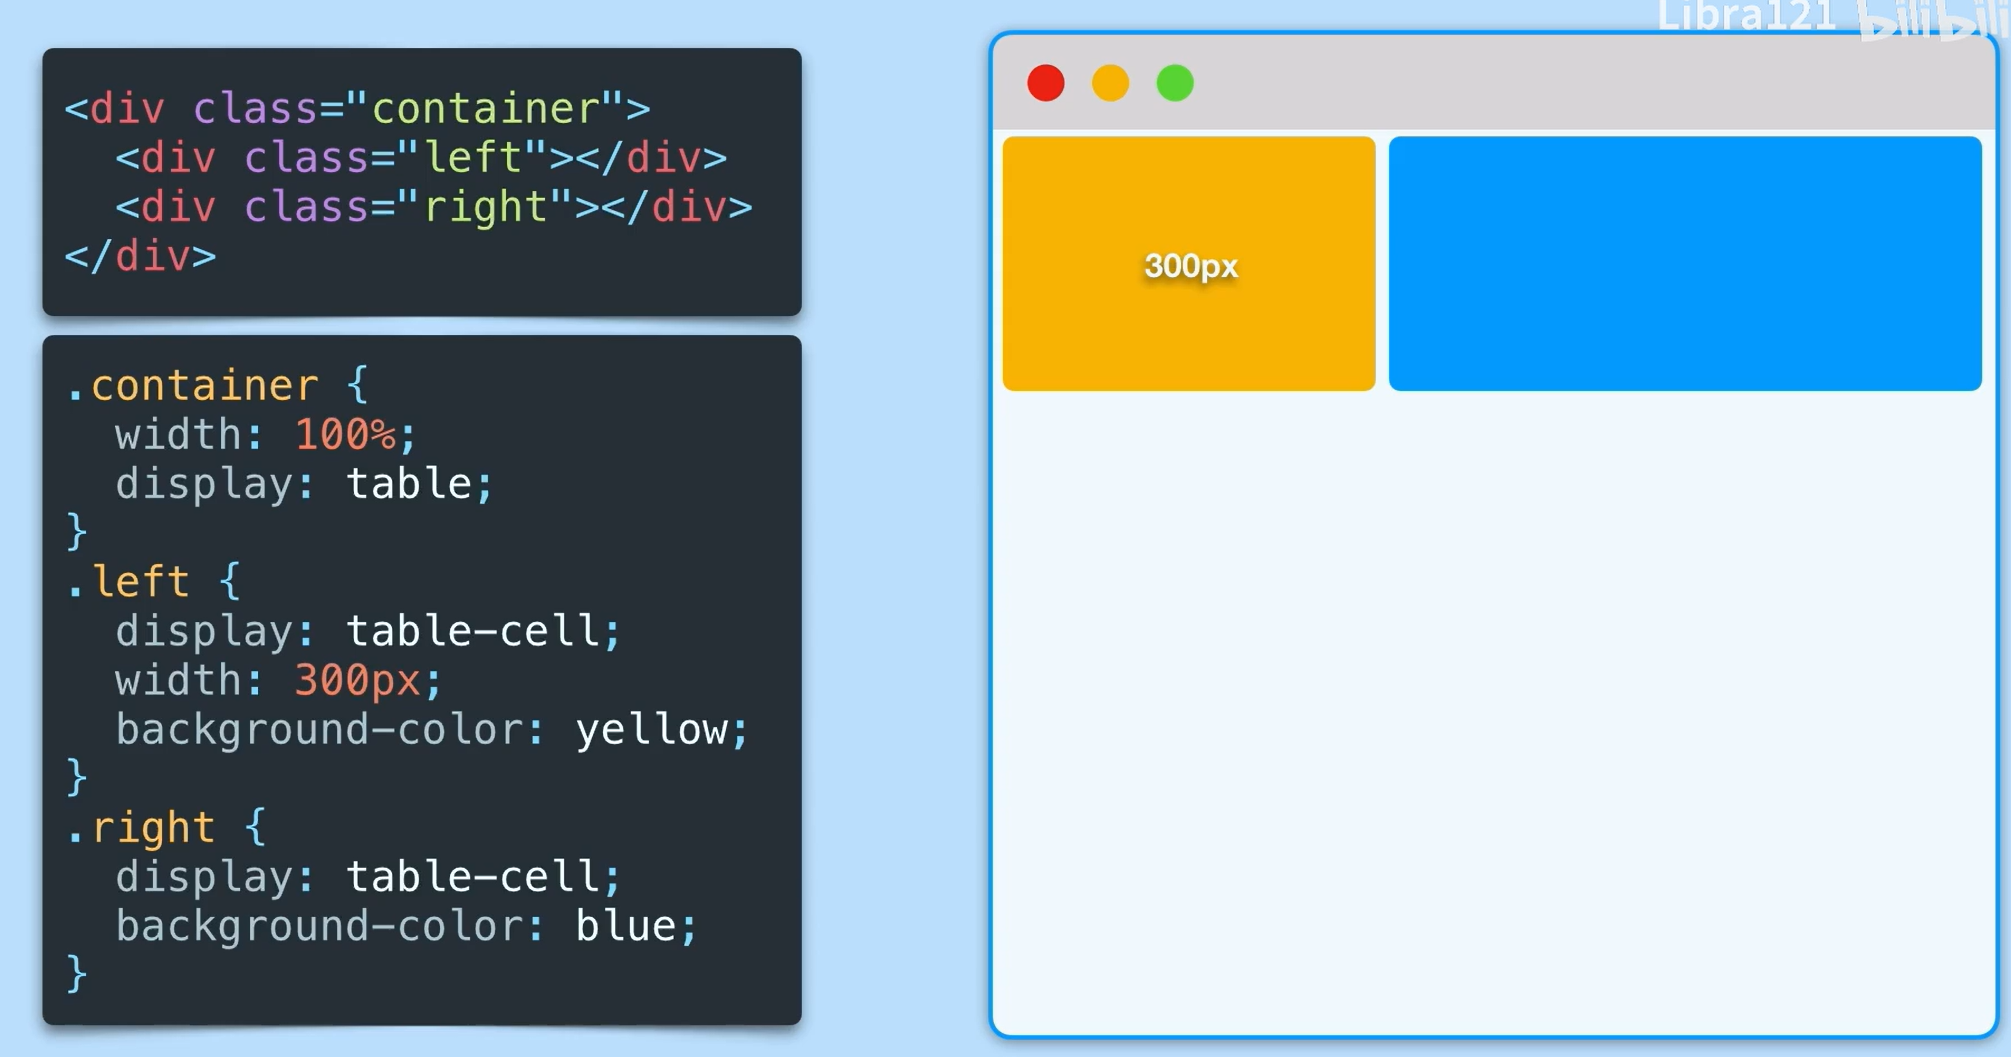 Libra121 bilibili
<div class="container">
  <div class="left"></div>
  <div class="right"></div>
</div>
.container {
  width: 100%;
  display: table;
}
.left {
  display: table-cell;
  width: 300px;
  background-color: yellow;
}
.right {
  display: table-cell;
  background-color: blue;
}
300px